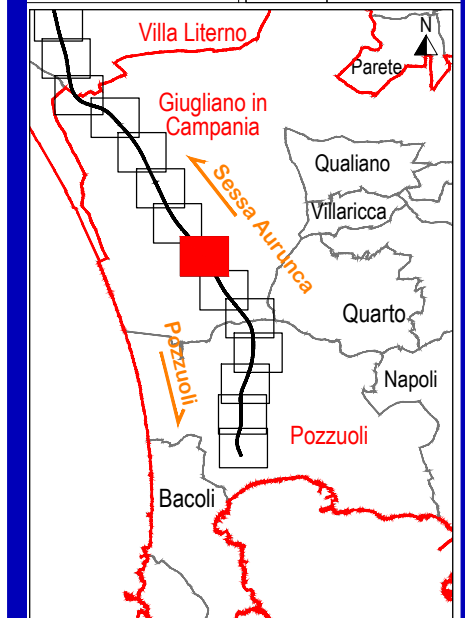 Villa Literno
N
Parete
Giugliano in
Campania
Qualiano
Sessa Aurunca
Villaricca
Quarto
Pozzuoli
Napoli
Pozzuoli
Bacoli